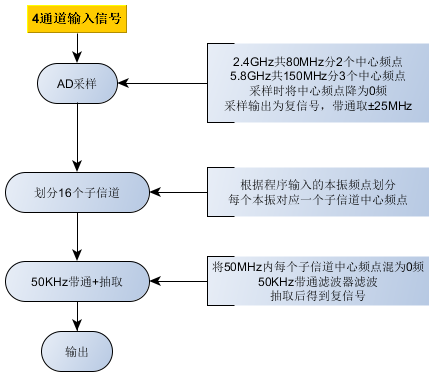 4通道输入信号
AD采样
2.4GHz共80MHz分2个中心频点
5.8GHz共150MHz分3个中心频点
采样时将中心频点降为0频
采样输出为复信号，带通取±25MHz
划分16个子信道
根据程序输入的本振频点划分
每个本振对应一个子信道中心频点
50KHz带通+抽取
将50MHz内每个子信道中心频点混为0频
50KHz带通滤波器滤波
抽取后得到复信号
输出